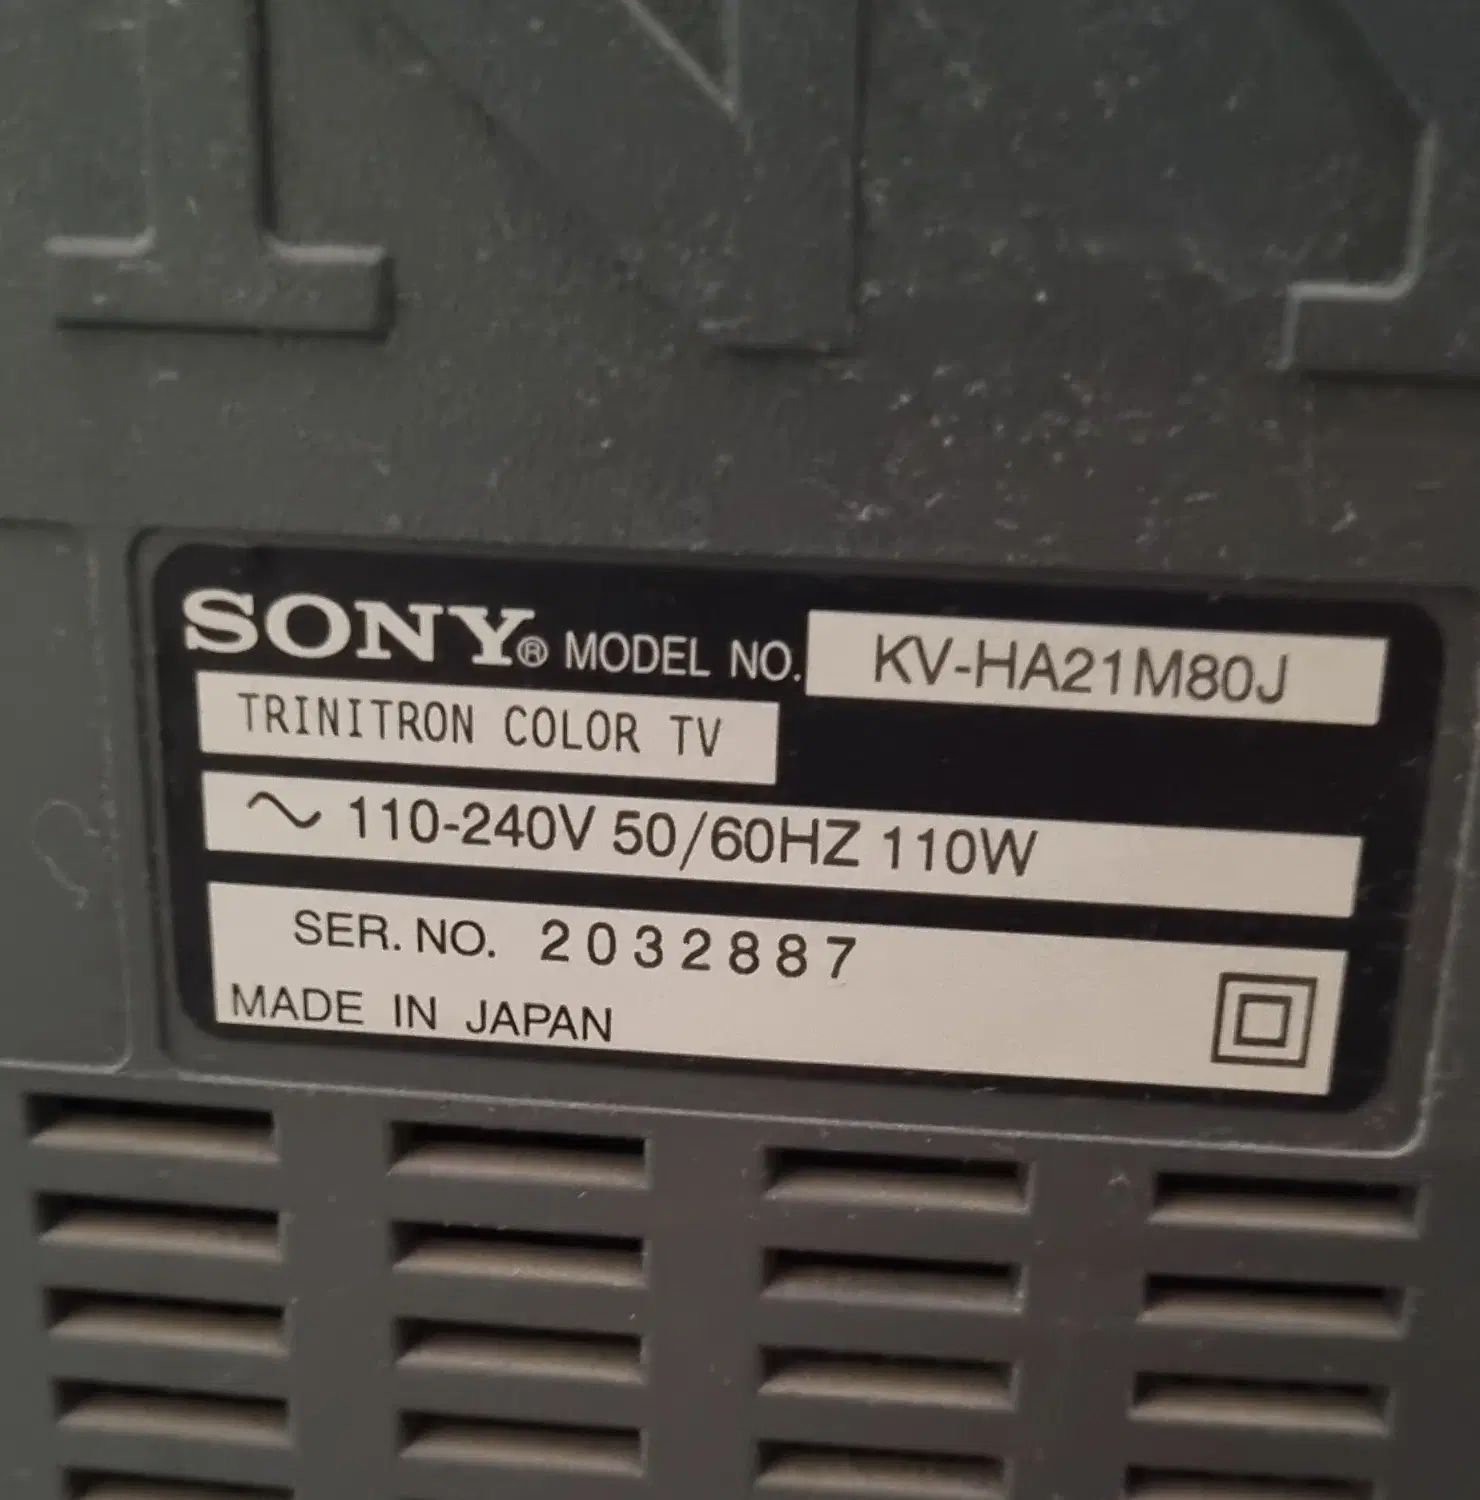 SONY® MODEL NO. KV-HA21M80J
TRINITRON COLOR TV
~ 110-240V 50/60HZ 110W
SER. NO. 2032887
MADE IN JAPAN